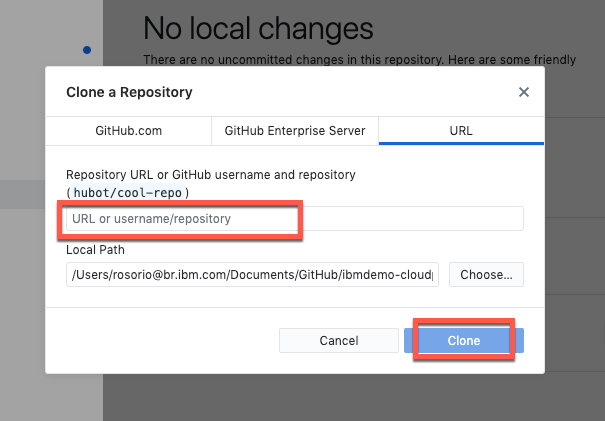 No local changes
There are no uncommitted changes in this repository. Here are some friendly
Clone a Repository
GitHub.com
GitHub Enterprise Server
URL
Repository URL or GitHub username and repository
(hubot/cool-repo)
URL or username/repository
Local Path
/Users/rosorio@br.ibm.com/Documents/GitHub/ibmdemo-cloudp
Choose...
Cancel
Clone